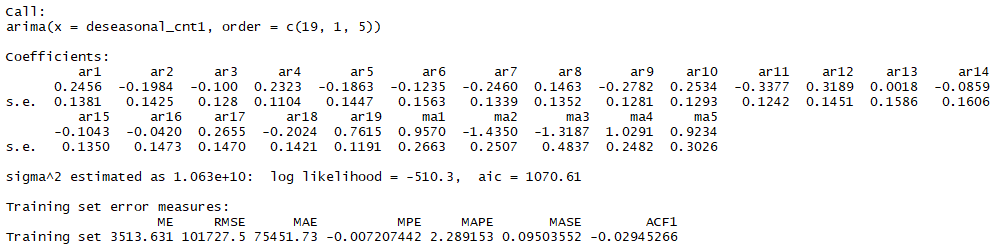 Call:
arima(x = deseasonal_cnt1, order = c(19, 1, 5))
Coefficients:
ar1 ar2 ar3 ar4 ar5 ar6 ar7 ar8 ar9 ar10 ar11 ar12 ar13 ar14
0.2456 -0.1984 -0.100 0.2323 -0.1863 -0.1235 -0.2460 0.1463 -0.2782 0.2534 -0.3377 0.3189 0.0018 -0.0859
s.e. 0.1381 0.1425 0.128 0.1104 0.1447 0.1563 0.1339 0.1352 0.1281 0.1293 0.1242 0.1451 0.1586 0.1606
ar15 ar16 ar17 ar18 ar19 ma1 ma2 ma3 ma4 ma5
-0.1043 -0.0420 0.2655 -0.2024 0.7615 0.9570 -1.4350 -1.3187 1.0291 0.9234
s.e. 0.1350 0.1473 0.1470 0.1421 0.1191 0.2663 0.2507 0.4837 0.2482 0.3026
sigma^2 estimated as 1.063e+10: log likelihood = -510.3, aic = 1070.61
Training set error measures:
ME RMSE MAE MPE MAPE MASE ACF1
Training set 3513.631 101727.5 75451.73 -0.007207442 2.289153 0.09503552 -0.02945266